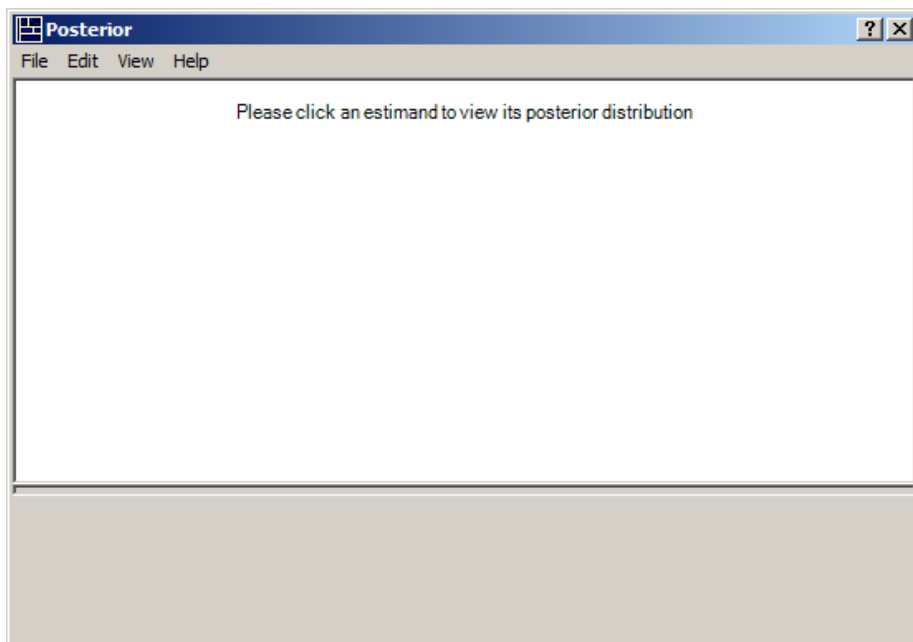 Posterior
File Edit View Help
Please click an estimand to view its posterior distribution